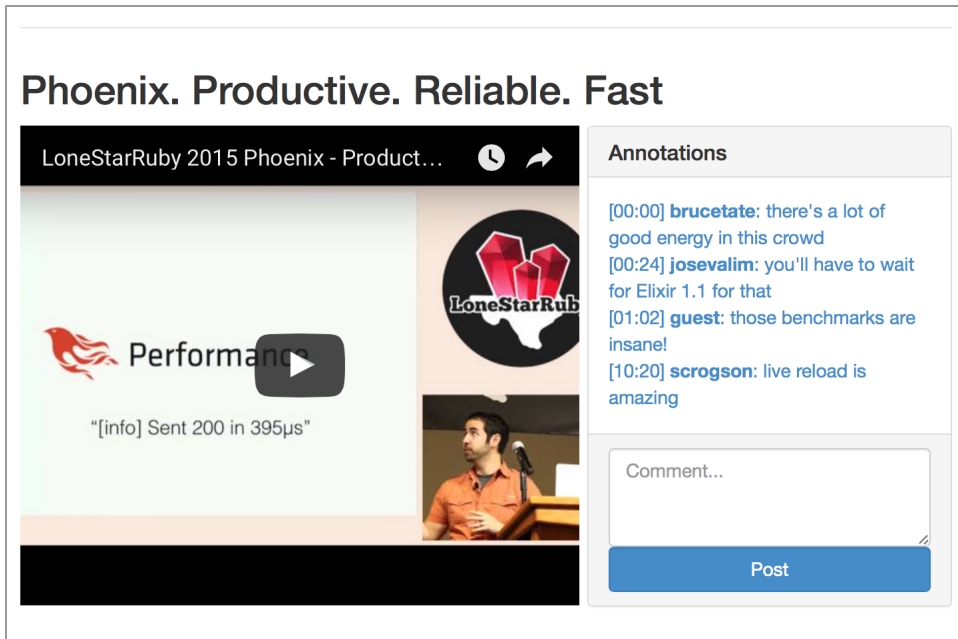 Phoenix. Productive. Reliable. Fast
LoneStarRuby 2015 Phoenix - Product...
LoneStarRub
Performance
"[info] Sent 200 in 395μs"
Annotations
[00:00] brucetate: there's a lot of
good energy in this crowd
[00:24] josevalim: you'll have to wait
for Elixir 1.1 for that
[01:02] guest: those benchmarks are
insane!
[10:20] scrogson: live reload is
amazing
Comment...
Post